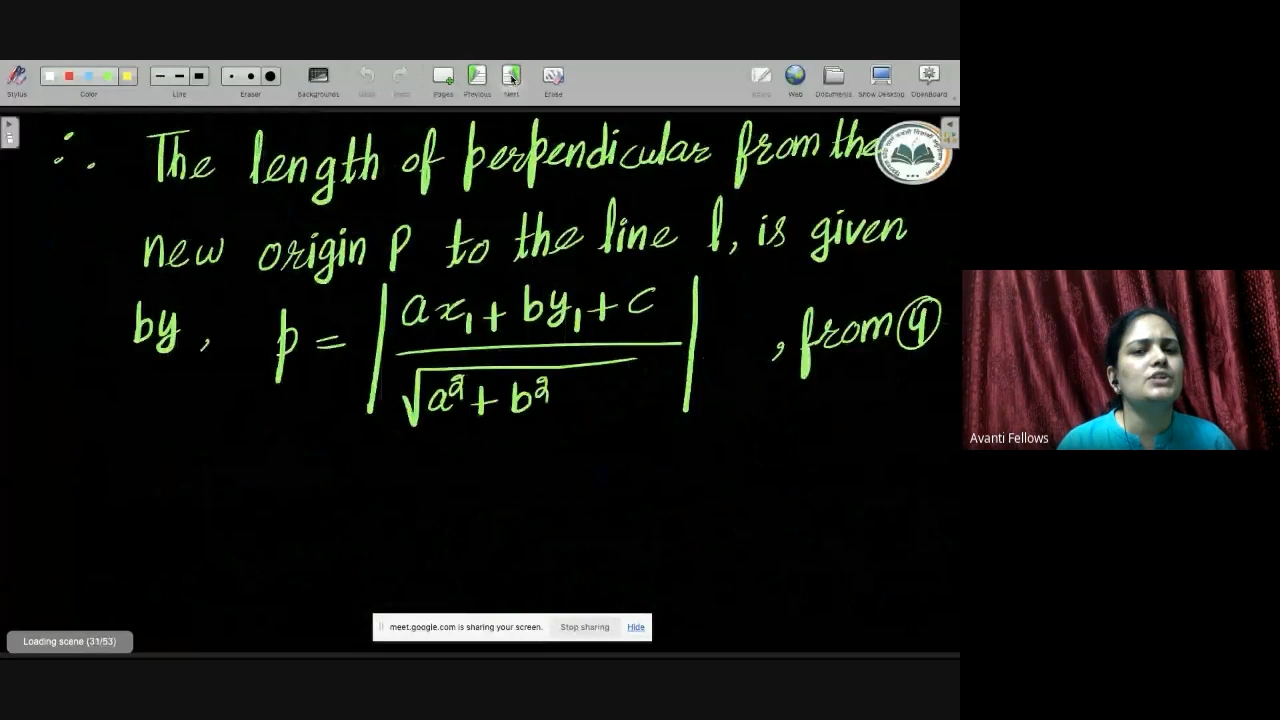 Stylus Color Line Eraser Backgrounds Pages Previous Next Erase Web Documents Show Desktop OpenBoard
∴ The length of perpendicular from the
new origin P to the line l, is given
by, p = | ax₁ + by₁ + c / √a² + b² | , from ④
Avanti Fellows
meet.google.com is sharing your screen. Stop sharing Hide
Loading scene (31/53)